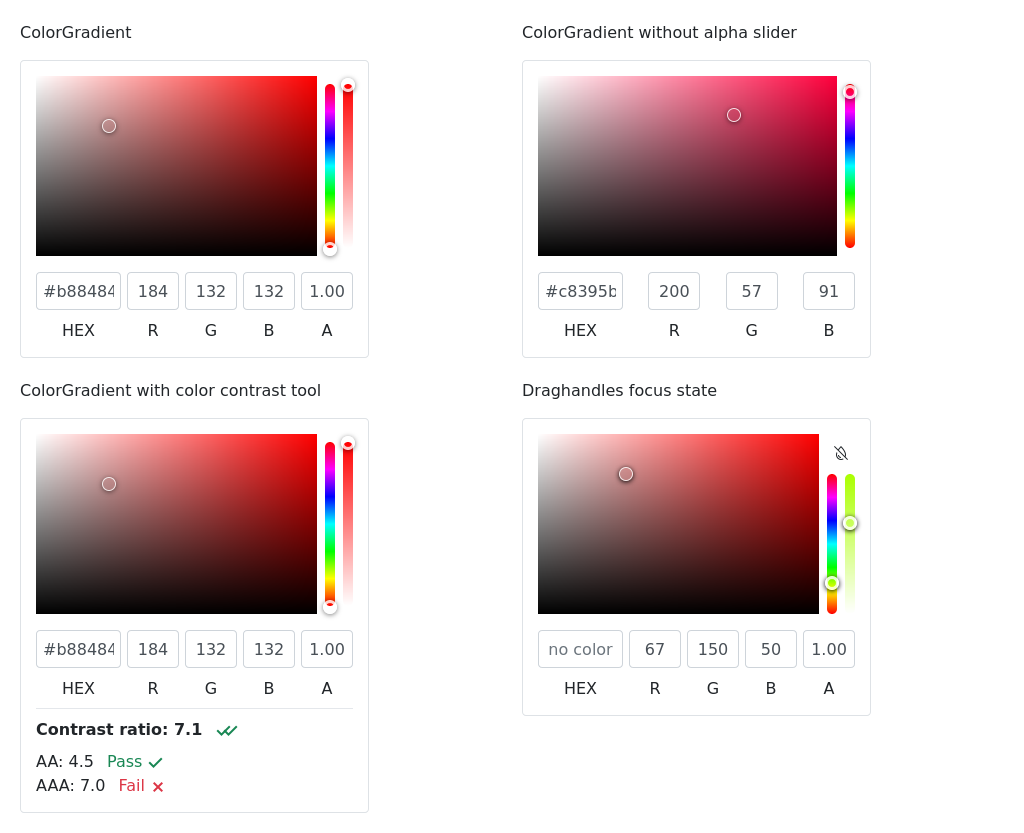 ColorGradient
#b88484 184 132 132 1.00
HEX R G B A
ColorGradient without alpha slider
#c8395b 200 57 91
HEX R G B
ColorGradient with color contrast tool
#b88484 184 132 132 1.00
HEX R G B A
Contrast ratio: 7.1
AA: 4.5 Pass
AAA: 7.0 Fail
Draghandles focus state
no color 67 150 50 1.00
HEX R G B A